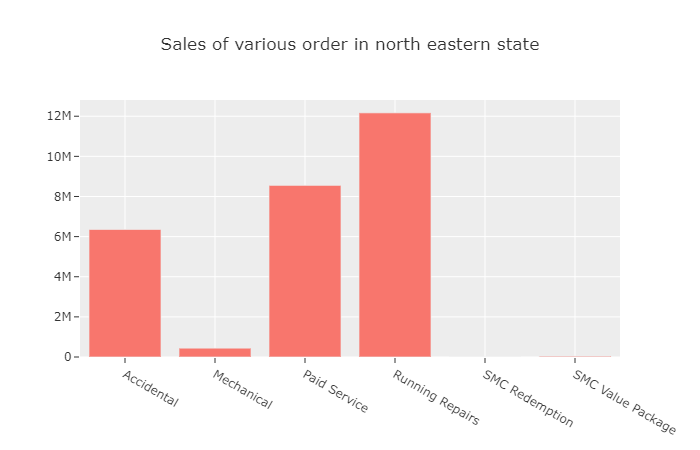 Sales of various order in north eastern state
12M
10M
8M
6M
4M
2M
0
Accidental
Mechanical
Paid Service
Running Repairs
SMC Redemption
SMC Value Package